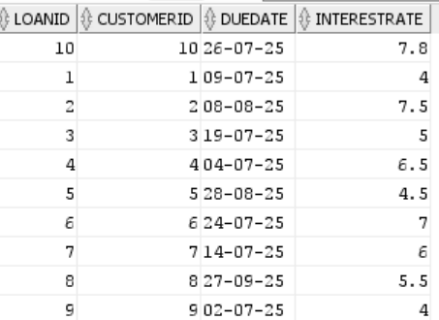 LOANID CUSTOMERID DUEDATE INTERESTRATE
10 10 26-07-25 7.8
1 1 09-07-25 4
2 2 08-08-25 7.5
3 3 19-07-25 5
4 4 04-07-25 6.5
5 5 28-08-25 4.5
6 6 24-07-25 7
7 7 14-07-25 6
8 8 27-09-25 5.5
9 9 02-07-25 4